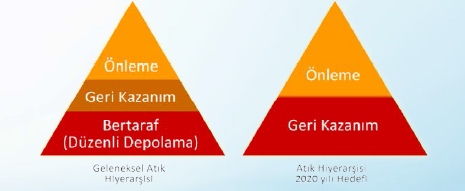 Önleme
Geri Kazanım
Bertaraf
(Düzenli Depolama)
Geleneksel Atık
Hiyerarşisi
Önleme
Geri Kazanım
Atık Hiyerarşisi
2020 yılı Hedefi